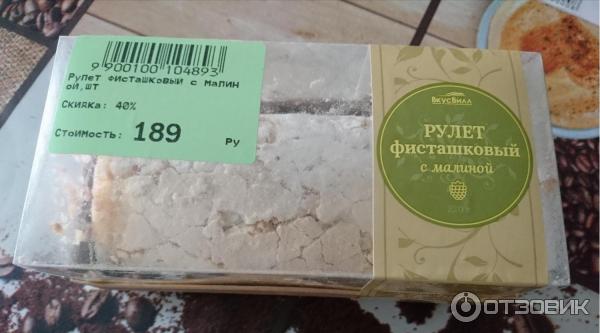 9 900100 104893
Рулет фисташковый с малин
ой,шт
Скидка: 40%
Стоимость: 189 Ру
ВкусВилл
РУЛЕТ
фисташковый
с малиной
ОТЗОВИК